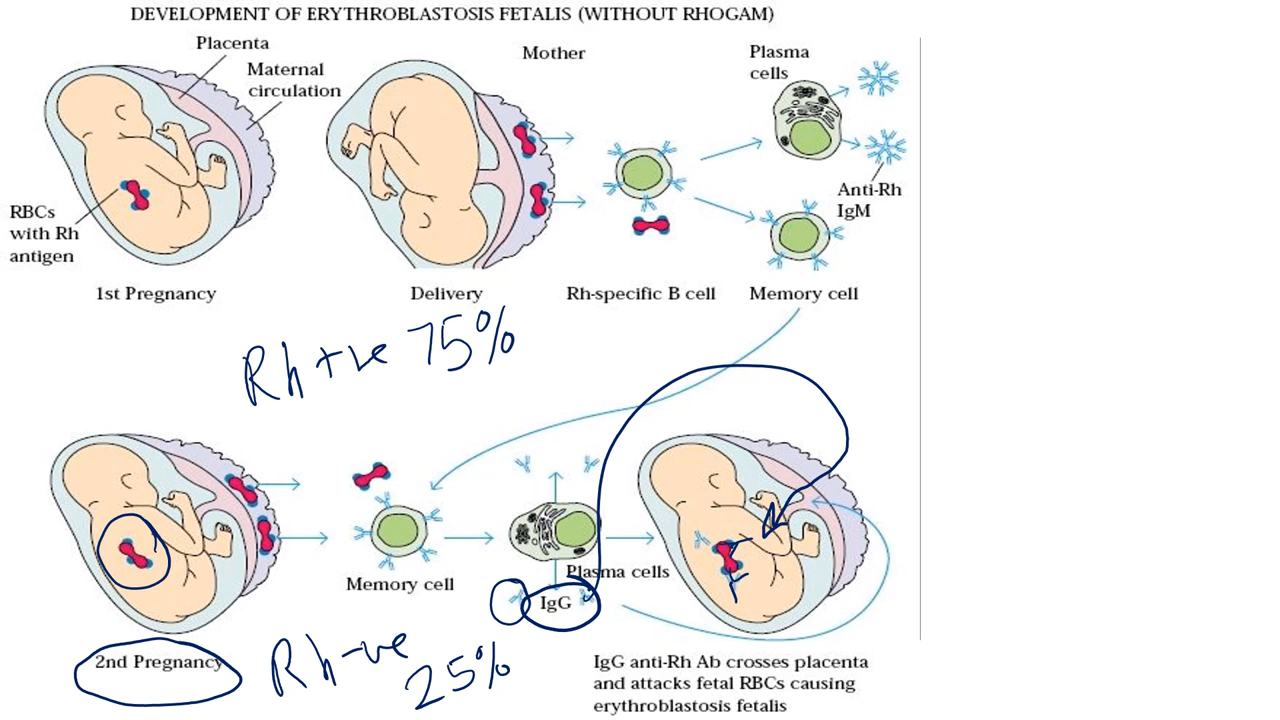 DEVELOPMENT OF ERYTHROBLASTOSIS FETALIS (WITHOUT RHOGAM)
Placenta
Maternal
circulation
Mother
Plasma
cells
RBCs
with Rh
antigen
Anti-Rh
IgM
1st Pregnancy
Delivery
Rh-specific B cell
Memory cell
Rh +ve 75%
Memory cell
Plasma cells
IgG
2nd Pregnancy
Rh -ve
25%
IgG anti-Rh Ab crosses placenta
and attacks fetal RBCs causing
erythroblastosis fetalis